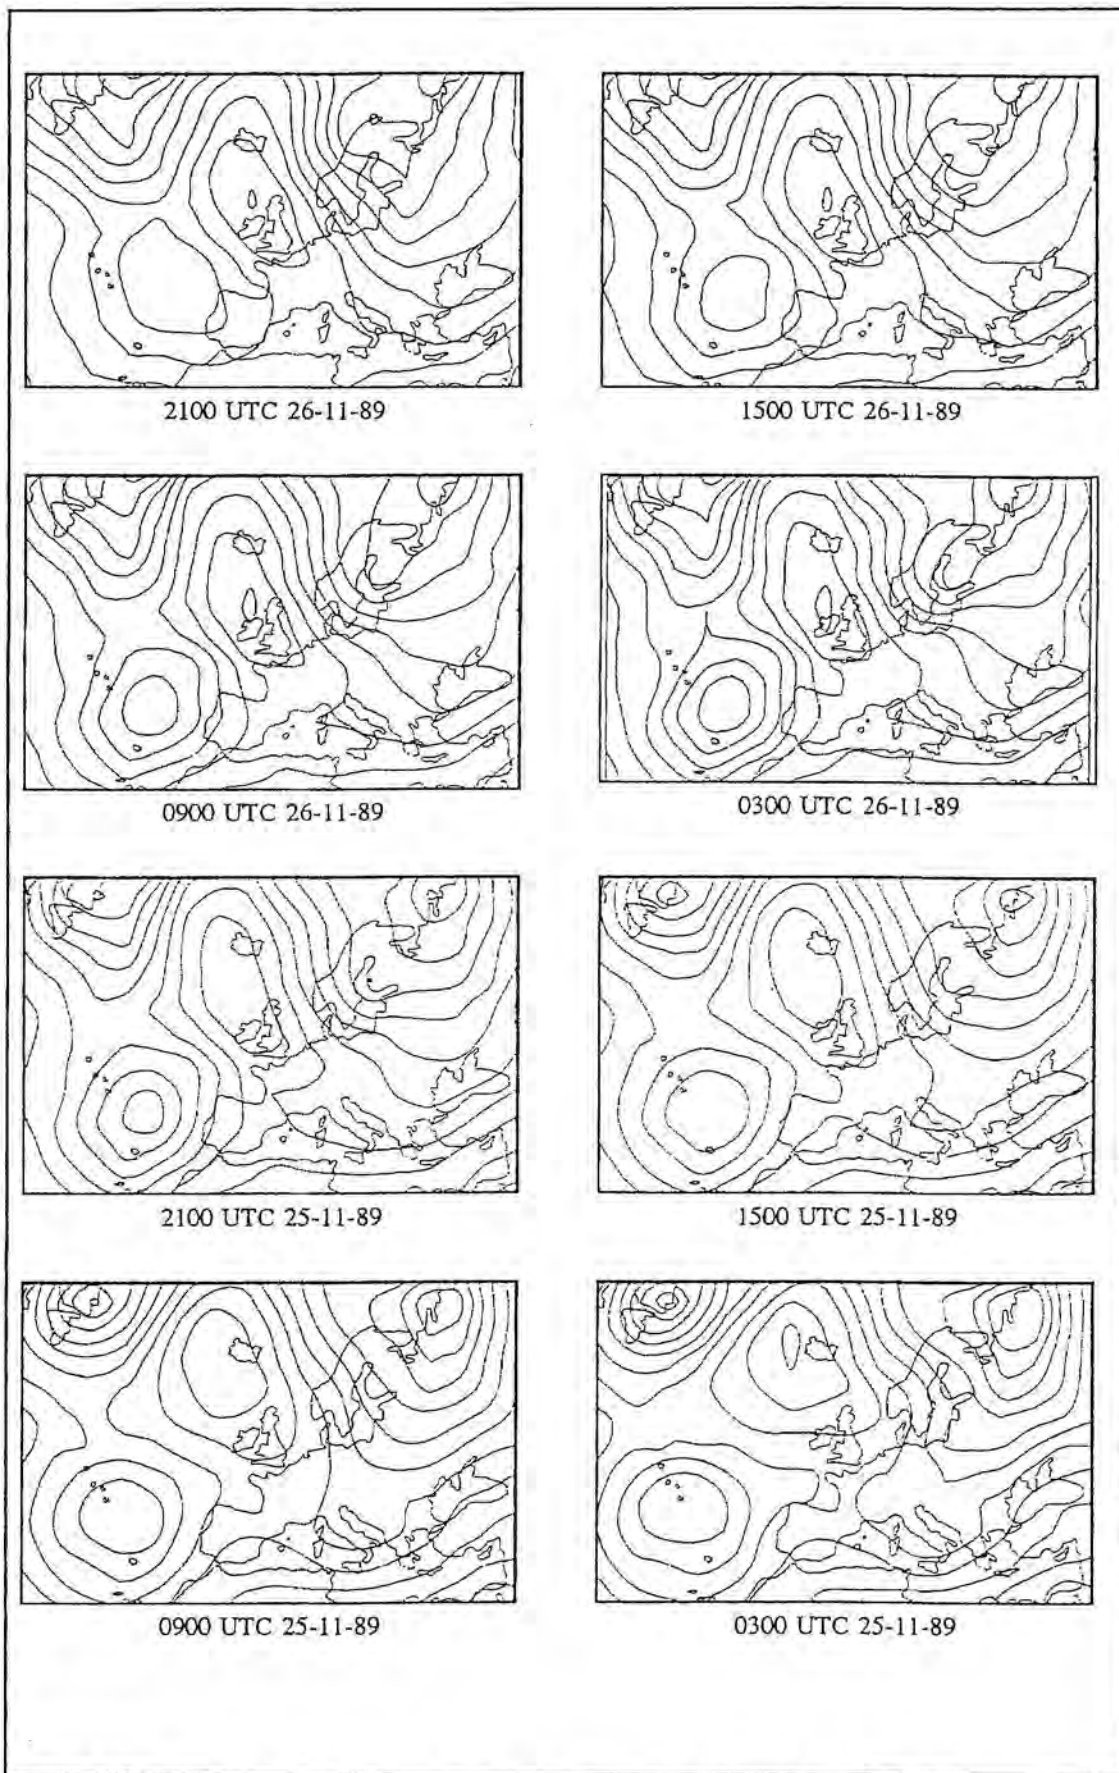 2100 UTC 26-11-89
1500 UTC 26-11-89
0900 UTC 26-11-89
0300 UTC 26-11-89
2100 UTC 25-11-89
1500 UTC 25-11-89
0900 UTC 25-11-89
0300 UTC 25-11-89